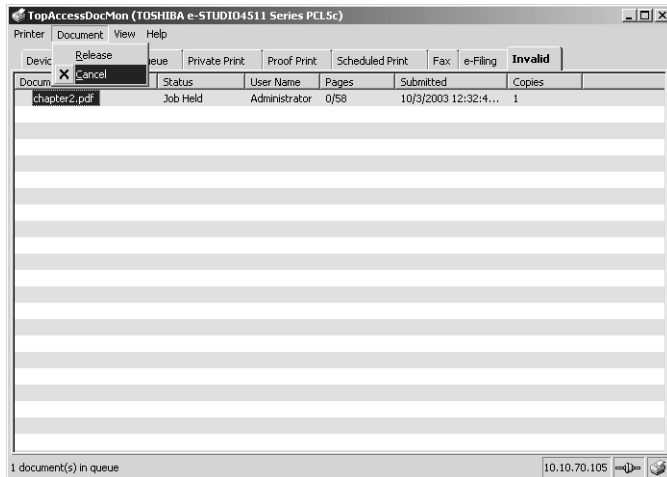 TopAccessDocMon (TOSHIBA e-STUDIO4511 Series PCL5c)
Printer Document View Help
Devic Release eue Private Print Proof Print Scheduled Print Fax e-Filing Invalid
Cancel
Docum Status User Name Pages Submitted Copies
chapter2.pdf Job Held Administrator 0/58 10/3/2003 12:32:4... 1
1 document(s) in queue 10.10.70.105